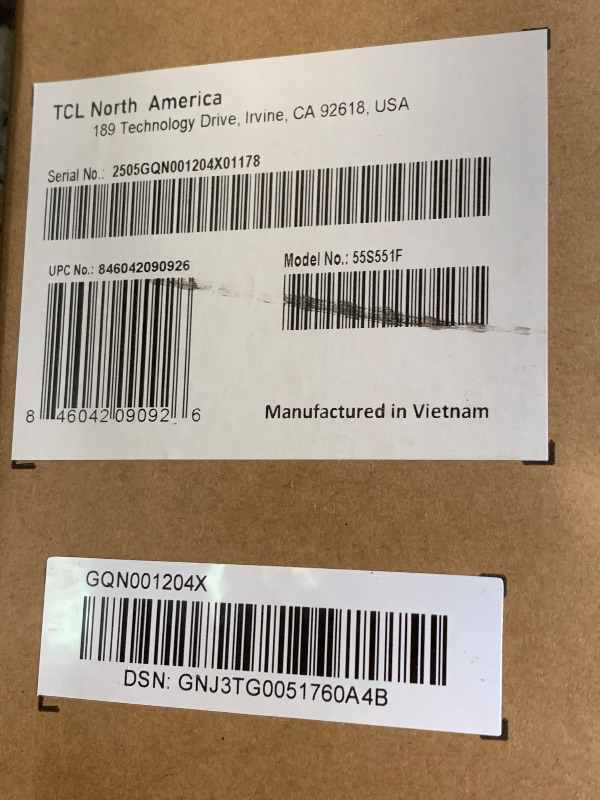 TCL North America
189 Technology Drive, Irvine, CA 92618, USA
Serial No.: 2505GQN001204X01178
UPC No.: 846042090926
Model No.: 55S551F
8 46042 09092 6
Manufactured in Vietnam
GQN001204X
DSN: GNJ3TG0051760A4B